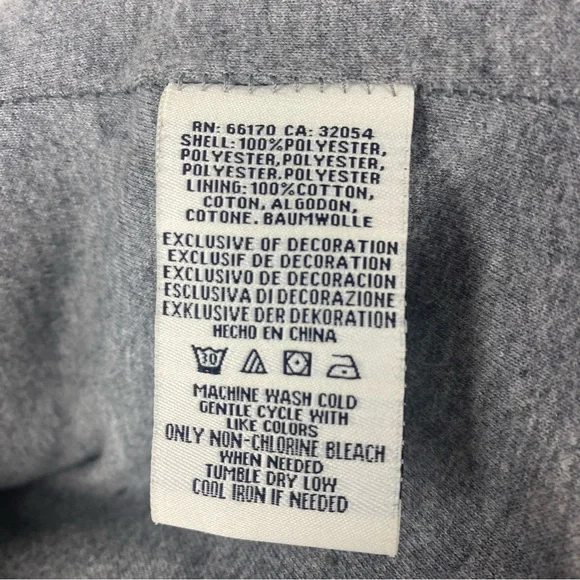 RN: 66170 CA: 32054
SHELL: 100%POLYESTER,
POLYESTER,POLYESTER,
POLYESTER.POLYESTER
LINING: 100%COTTON,
COTON, ALGODON,
COTONE. BAUMWOLLE
EXCLUSIVE OF DECORATION
EXCLUSIF DE DECORATION
EXCLUSIVO DE DECORACION
ESCLUSIVA DI DECORAZIONE
EXKLUSIVE DER DEKORATION
HECHO EN CHINA
30
MACHINE WASH COLD
GENTLE CYCLE WITH
LIKE COLORS
ONLY NON-CHLORINE BLEACH
WHEN NEEDED
TUMBLE DRY LOW
COOL IRON IF NEEDED